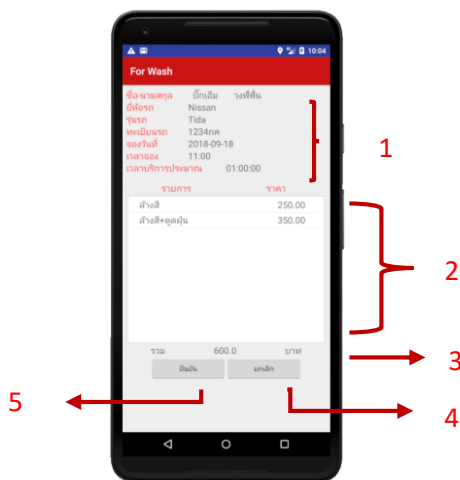 10:04
For Wash
ชื่อ-นามสกุล บิ๊กเอ็ม วงที่พื้น
ยี่ห้อรถ Nissan
รุ่นรถ Tida
ทะเบียนรถ 1234กค
จองวันที่ 2018-09-18
เวลาจอง 11:00
เวลาบริการประมาณ 01:00:00
1
รายการ ราคา
ล้างสี 250.00
ล้างสี+ดูดฝุ่น 350.00
2
รวม 600.0 บาท
3
ยืนยัน ยกเลิก
5
4